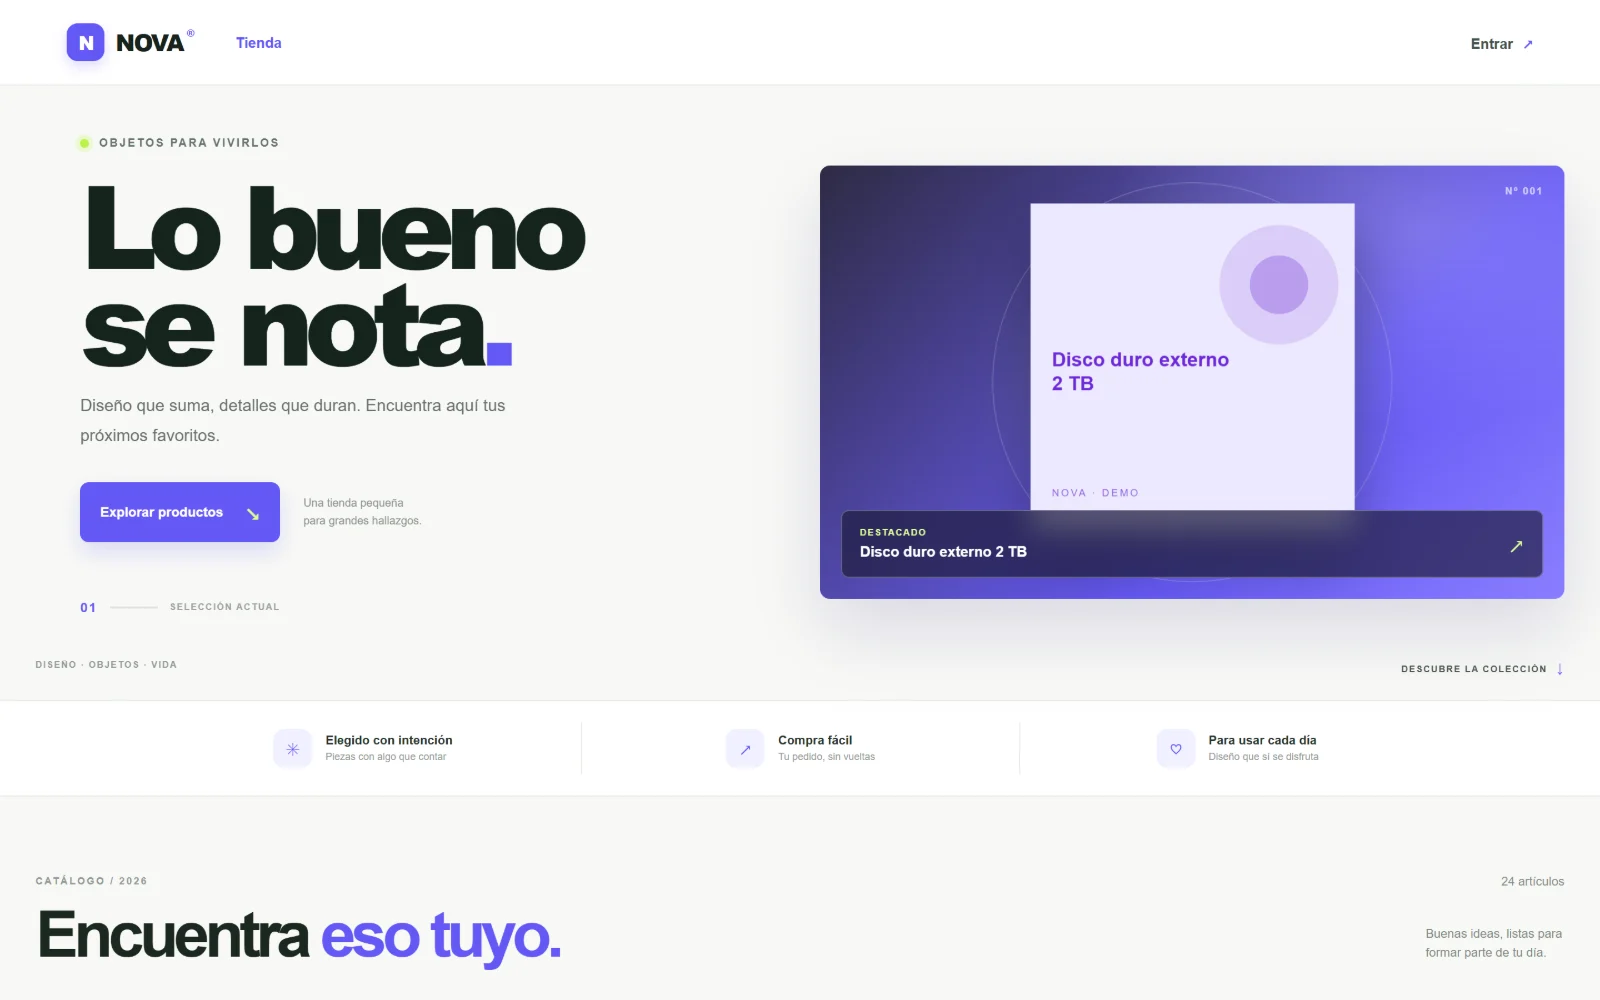 N NOVA®
Tienda
Entrar ↗
OBJETOS PARA VIVIRLOS
Lo bueno
se nota.
Diseño que suma, detalles que duran. Encuentra aquí tus
próximos favoritos.
Explorar productos ↘
Una tienda pequeña
para grandes hallazgos.
01
SELECCIÓN ACTUAL
Nº 001
Disco duro externo
2 TB
NOVA · DEMO
DESTACADO
Disco duro externo 2 TB ↗
DISEÑO · OBJETOS · VIDA
DESCUBRE LA COLECCIÓN ↓
Elegido con intención
Piezas con algo que contar
Compra fácil
Tu pedido, sin vueltas
Para usar cada día
Diseño que sí se disfruta
CATÁLOGO / 2026
24 artículos
Encuentra eso tuyo.
Buenas ideas, listas para
formar parte de tu día.